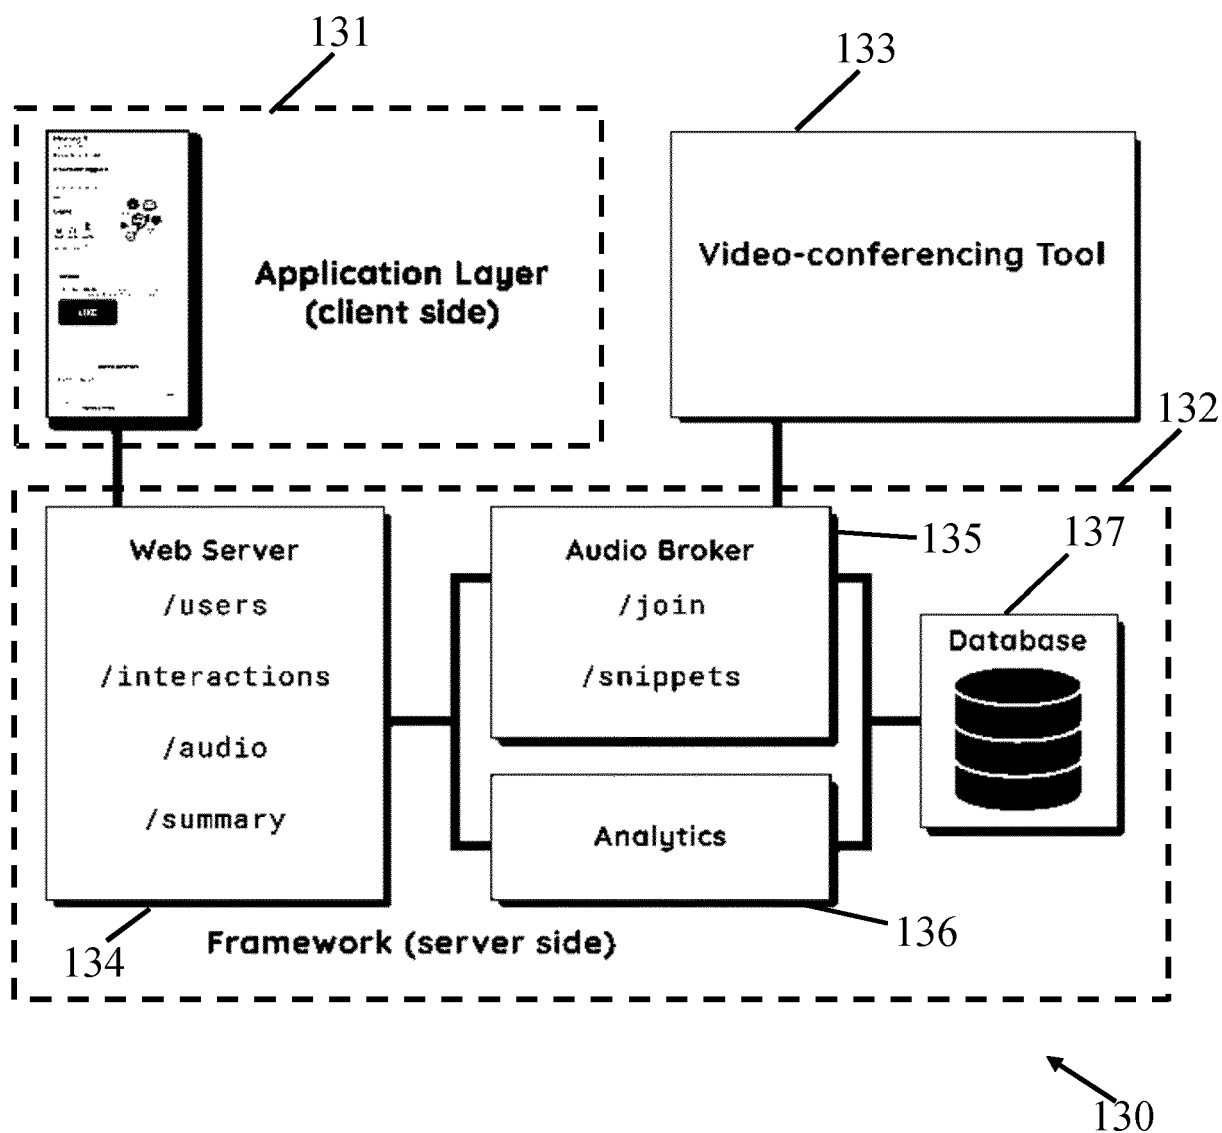 131
133
Application Layer
(client side)
Video-conferencing Tool
132
Web Server
/users
/interactions
/audio
/summary
Audio Broker
/join
/snippets
135
137
Database
Analytics
136
134
Framework (server side)
130